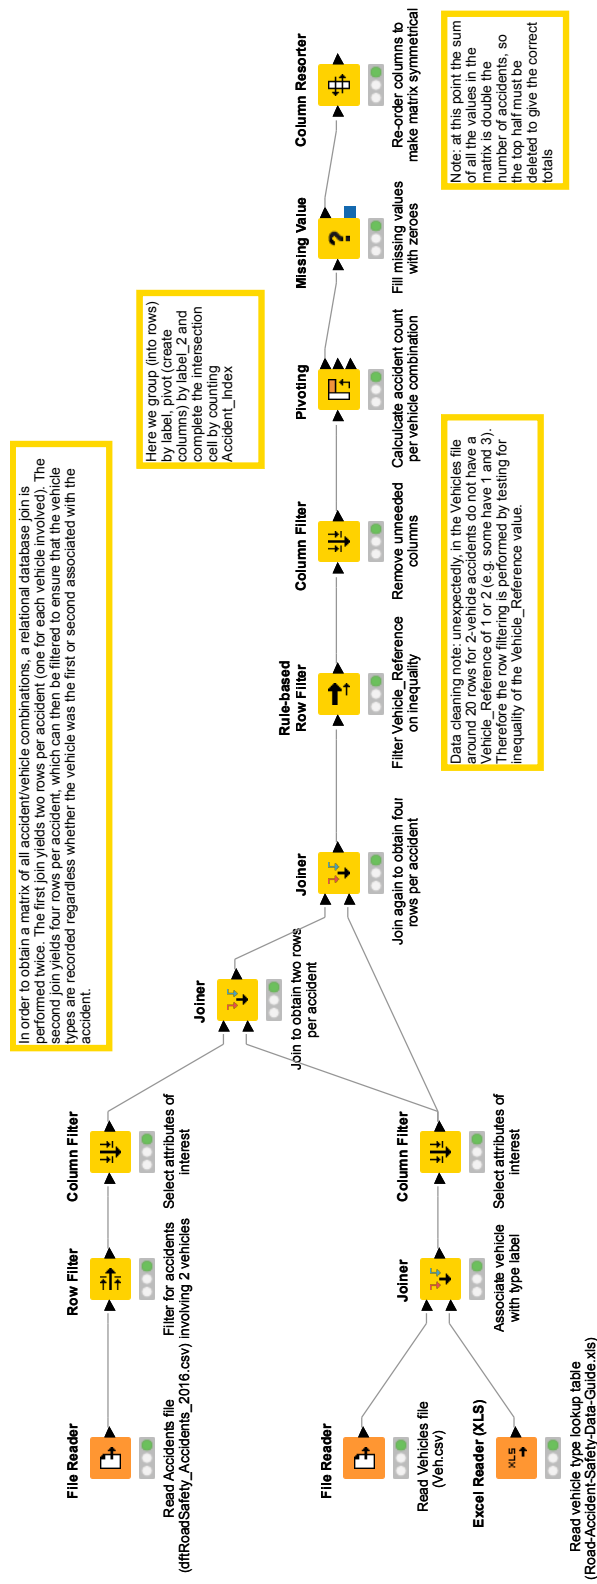 In order to obtain a matrix of all accident/vehicle combinations, a relational database join is
performed twice. The first join yields two rows per accident (one for each vehicle involved). The
second join yields four rows per accident, which can then be filtered to ensure that the vehicle
types are recorded regardless whether the vehicle was the first or second associated with the
accident.
Here we group (into rows)
by label, pivot (create
columns) by label_2 and
complete the intersection
cell by counting
Accident_Index
File Reader
Read Accidents file
(dftRoadSafety_Accidents_2016.csv)
Row Filter
Filter for accidents
involving 2 vehicles
Column Filter
Select attributes of
interest
Joiner
Join to obtain two rows
per accident
File Reader
Read Vehicles file
(Veh.csv)
Excel Reader (XLS)
XLS
Read vehicle type lookup table
(Road-Accident-Safety-Data-Guide.xls)
Joiner
Associate vehicle
with type label
Column Filter
Select attributes of
interest
Joiner
Join again to obtain four
rows per accident
Rule-based
Row Filter
Filter Vehicle_Reference
on inequality
Column Filter
Remove unneeded
columns
Pivoting
Calculcate accident count
per vehicle combination
Missing Value
?
Fill missing values
with zeroes
Column Resorter
Re-order columns to
make matrix symmetrical
Data cleaning note: unexpectedly, in the Vehicles file
around 20 rows for 2-vehicle accidents do not have a
Vehicle_Reference of 1 or 2 (e.g. some have 1 and 3).
Therefore the row filtering is performed by testing for
inequality of the Vehicle_Reference value.
Note: at this point the sum
of all the values in the
matrix is double the
number of accidents, so
the top half must be
deleted to give the correct
totals